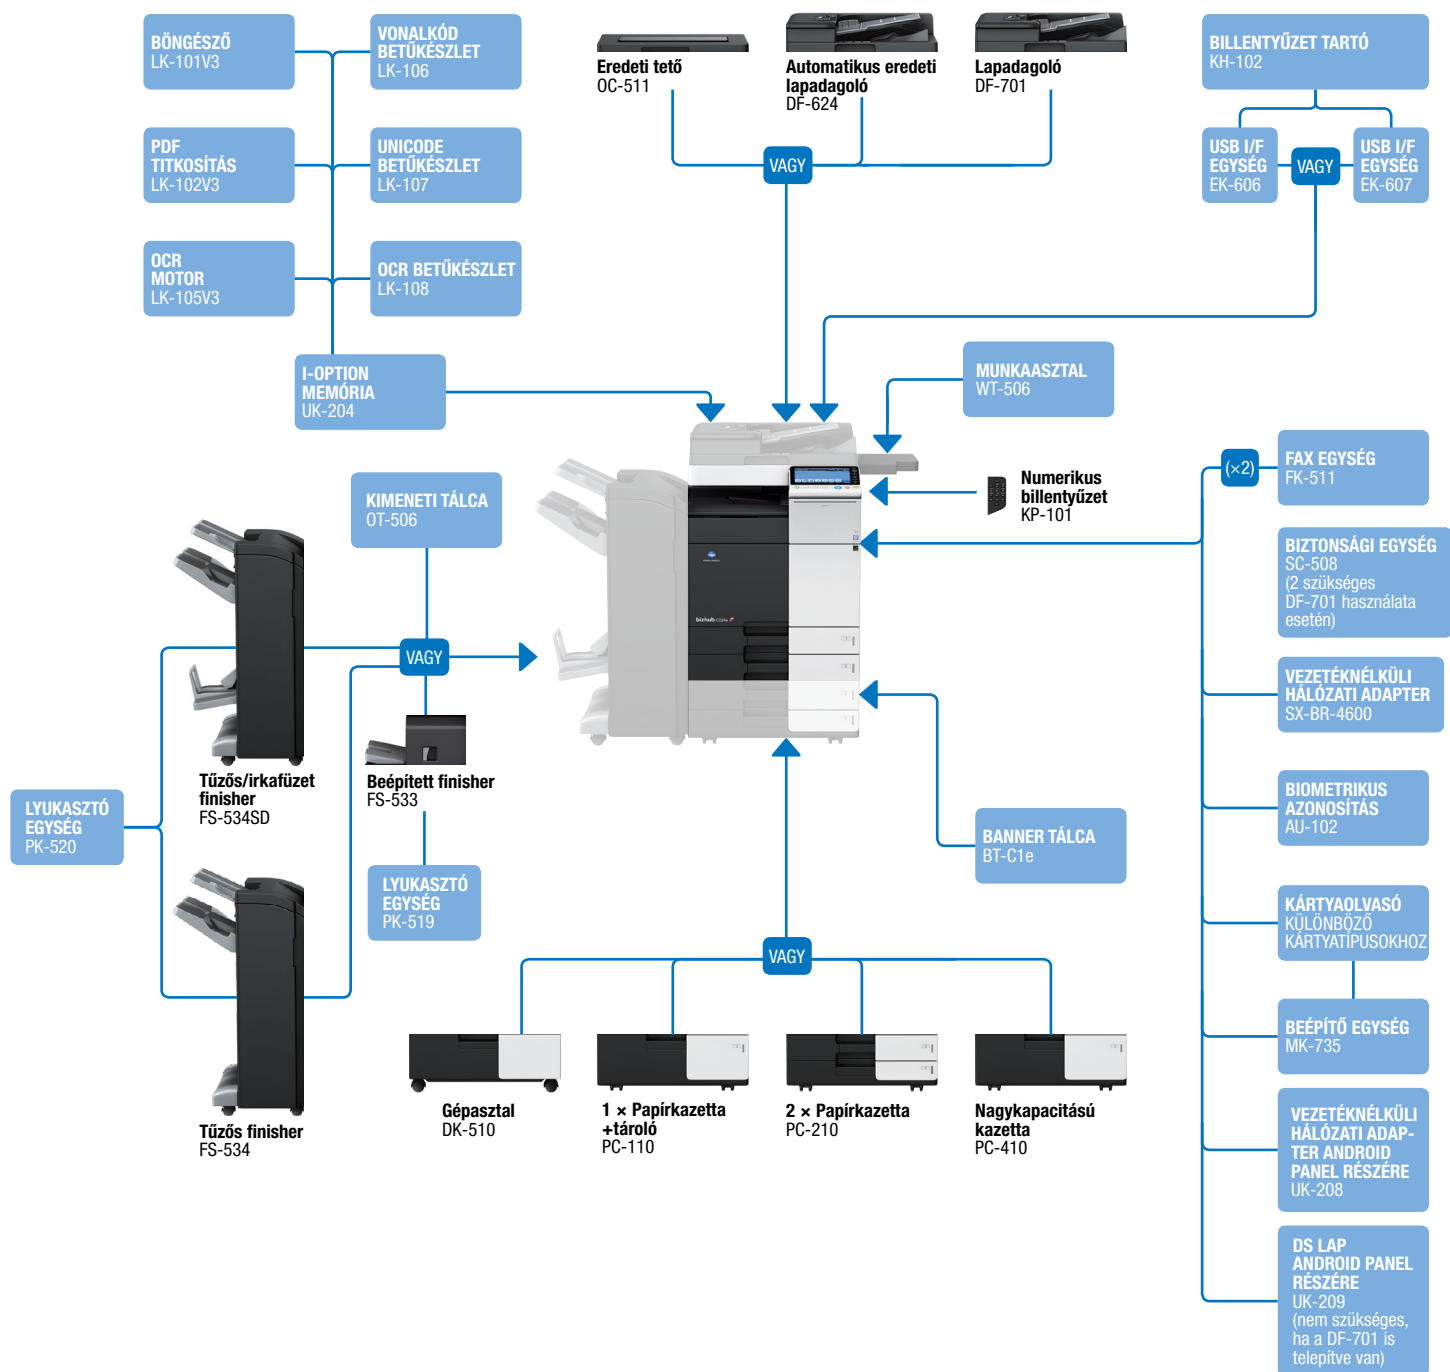 BÖNGÉSZŐ
LK-101V3
VONALKÓD
BETŰKÉSZLET
LK-106
PDF
TITKOSÍTÁS
LK-102V3
UNICODE
BETŰKÉSZLET
LK-107
OCR
MOTOR
LK-105V3
OCR BETŰKÉSZLET
LK-108
I-OPTION
MEMÓRIA
UK-204
Eredeti tető
OC-511
Automatikus eredeti
lapadagoló
DF-624
Lapadagoló
DF-701
VAGY
BILLENTYŰZET TARTÓ
KH-102
USB I/F
EGYSÉG
EK-606
VAGY
USB I/F
EGYSÉG
EK-607
MUNKAASZTAL
WT-506
Numerikus
billentyűzet
KP-101
(×2)
FAX EGYSÉG
FK-511
BIZTONSÁGI EGYSÉG
SC-508
(2 szükséges
DF-701 használata
esetén)
VEZETÉKNÉLKÜLI
HÁLÓZATI ADAPTER
SX-BR-4600
BIOMETRIKUS
AZONOSÍTÁS
AU-102
KÁRTYAOLVASÓ
KÜLÖNBÖZŐ
KÁRTYATÍPUSOKHOZ
BEÉPÍTŐ EGYSÉG
MK-735
VEZETÉKNÉLKÜLI
HÁLÓZATI ADAP-
TER ANDROID
PANEL RÉSZÉRE
UK-208
DS LAP
ANDROID PANEL
RÉSZÉRE
UK-209
(nem szükséges,
ha a DF-701 is
telepítve van)
KIMENETI TÁLCA
OT-506
VAGY
Tűzős/irkafüzet
finisher
FS-534SD
Beépített finisher
FS-533
LYUKASZTÓ
EGYSÉG
PK-520
LYUKASZTÓ
EGYSÉG
PK-519
Tűzős finisher
FS-534
bizhub
BANNER TÁLCA
BT-C1e
VAGY
Gépasztal
DK-510
1 × Papírkazetta
+tároló
PC-110
2 × Papírkazetta
PC-210
Nagykapacitású
kazetta
PC-410